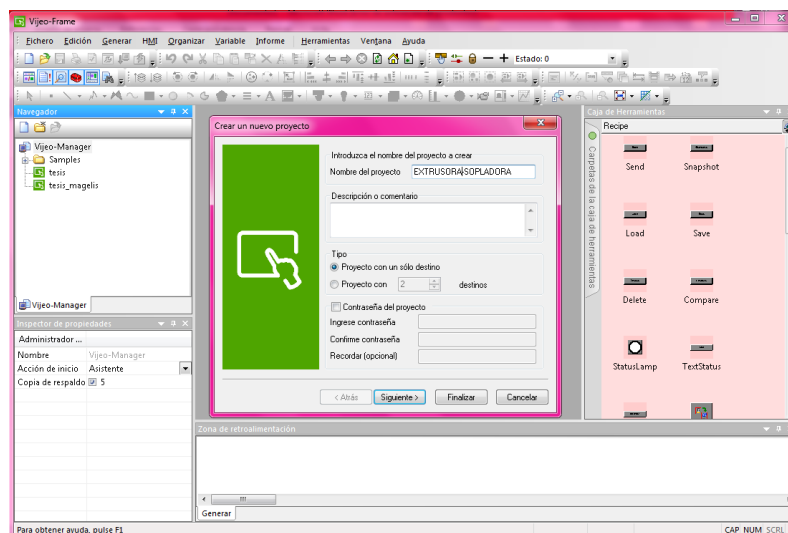 Vijeo-Frame
Fichero Edición Generar HMI Organizar Variable Informe Herramientas Ventana Ayuda
Estado: 0
Navegador
Vijeo-Manager
Samples
tesis
tesis_magelis
Vijeo-Manager
Inspector de propiedades
Administrador ...
Nombre Vijeo-Manager
Acción de inicio Asistente
Copia de respaldo 5
Crear un nuevo proyecto
Introduzca el nombre del proyecto a crear
Nombre del proyecto EXTRUSORA SOPLADORA
Descripción o comentario
Tipo
Proyecto con un sólo destino
Proyecto con 2 destinos
Contraseña del proyecto
Ingrese contraseña
Confirme contraseña
Recordar (opcional)
< Atrás Siguiente > Finalizar Cancelar
Caja de Herramientas
Recipe
Carpetas de la caja de herramientas
Send Snapshot
Load Save
Delete Compare
StatusLamp TextStatus
Zona de retroalimentación
Generar
Para obtener ayuda, pulse F1
CAP NUM SCRL